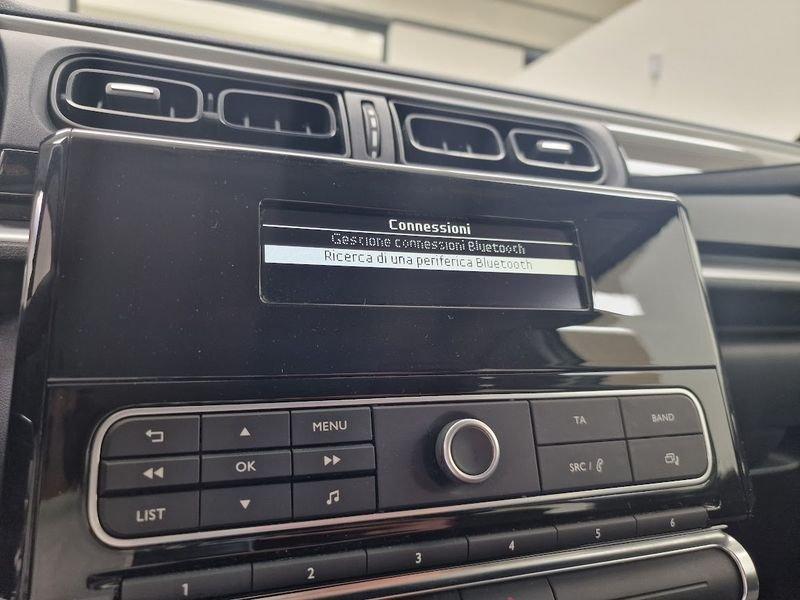 Connessioni
Gestione connessioni Bluetooth
Ricerca di una periferica Bluetooth
MENU
TA
BAND
OK
SRC /
LIST
1 2 3 4 5 6